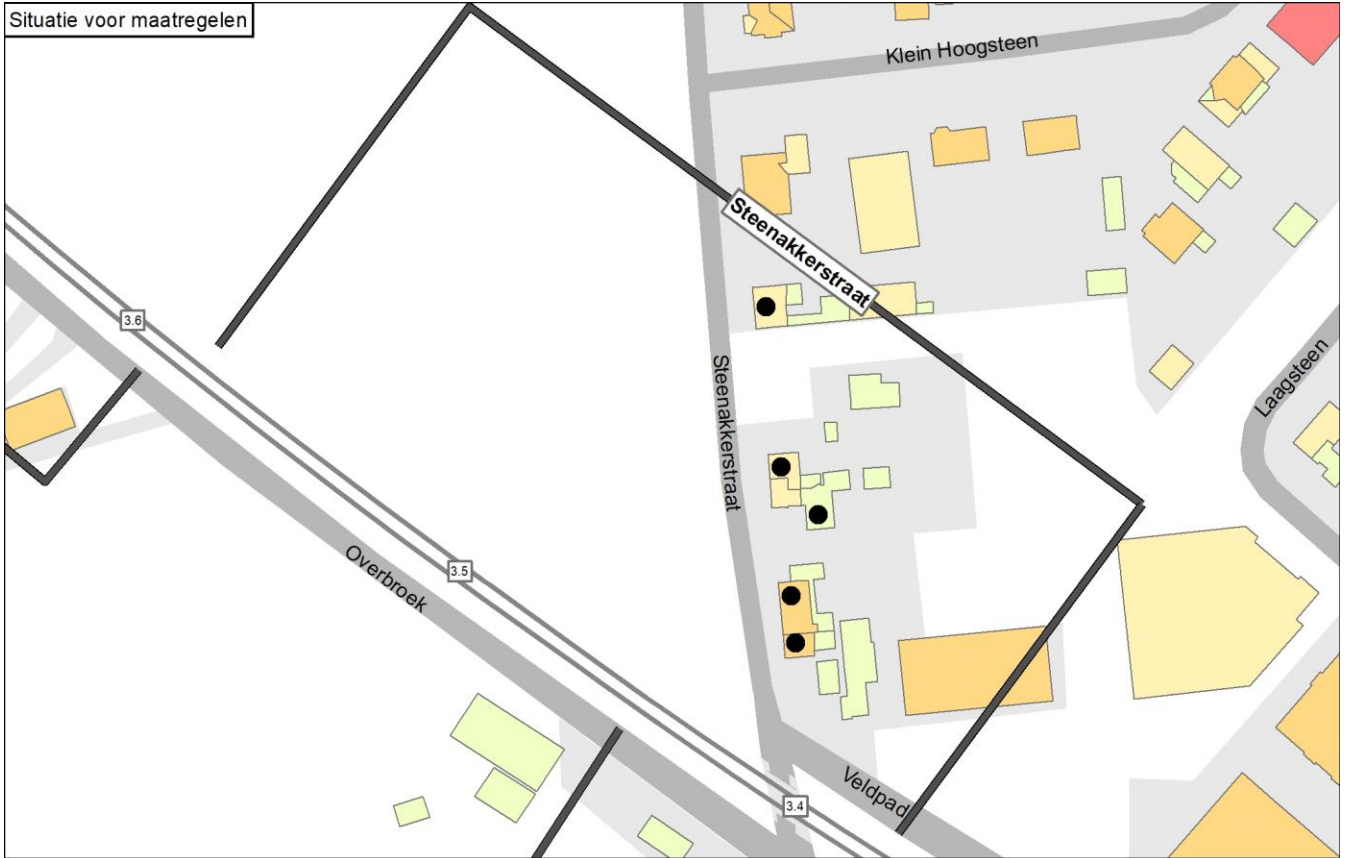 Situatie voor maatregelen
Klein Hoogsteen
Steenakkerstraat
3.6
Steenakkerstraat
Laagsteen
Overbroek
3.5
Veldpad
3.4